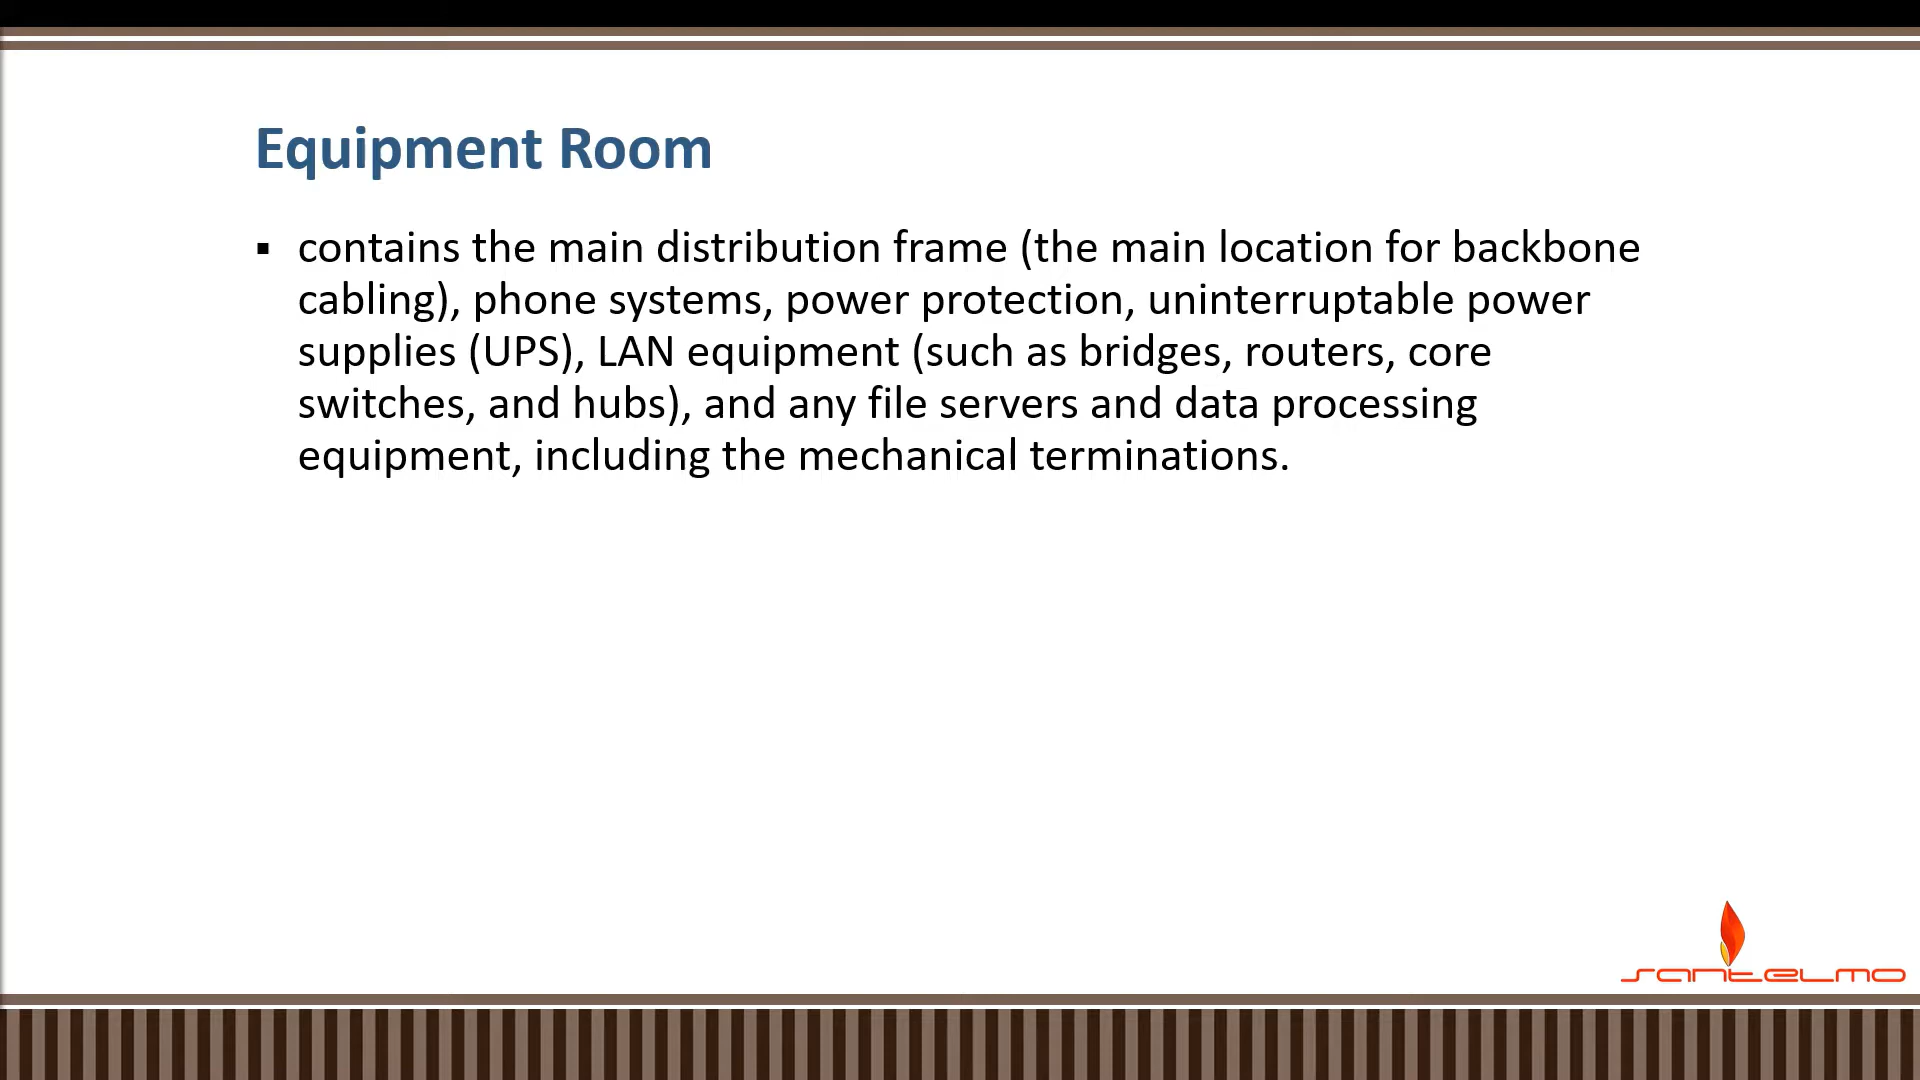 Equipment Room
▪ contains the main distribution frame (the main location for backbone
cabling), phone systems, power protection, uninterruptable power
supplies (UPS), LAN equipment (such as bridges, routers, core
switches, and hubs), and any file servers and data processing
equipment, including the mechanical terminations.
santelmo